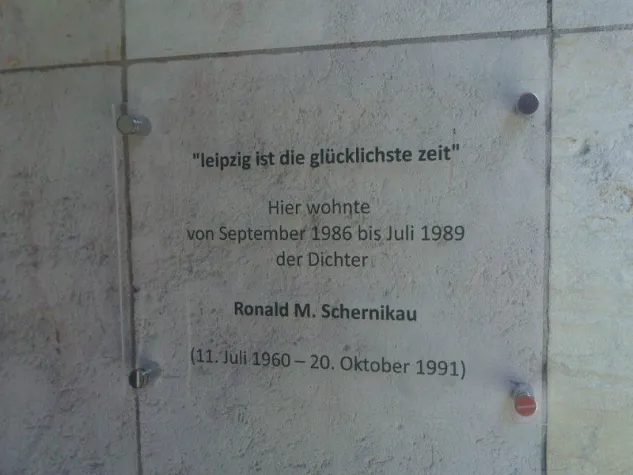 "leipzig ist die glücklichste zeit"
Hier wohnte
von September 1986 bis Juli 1989
der Dichter
Ronald M. Schernikau
(11. Juli 1960 – 20. Oktober 1991)